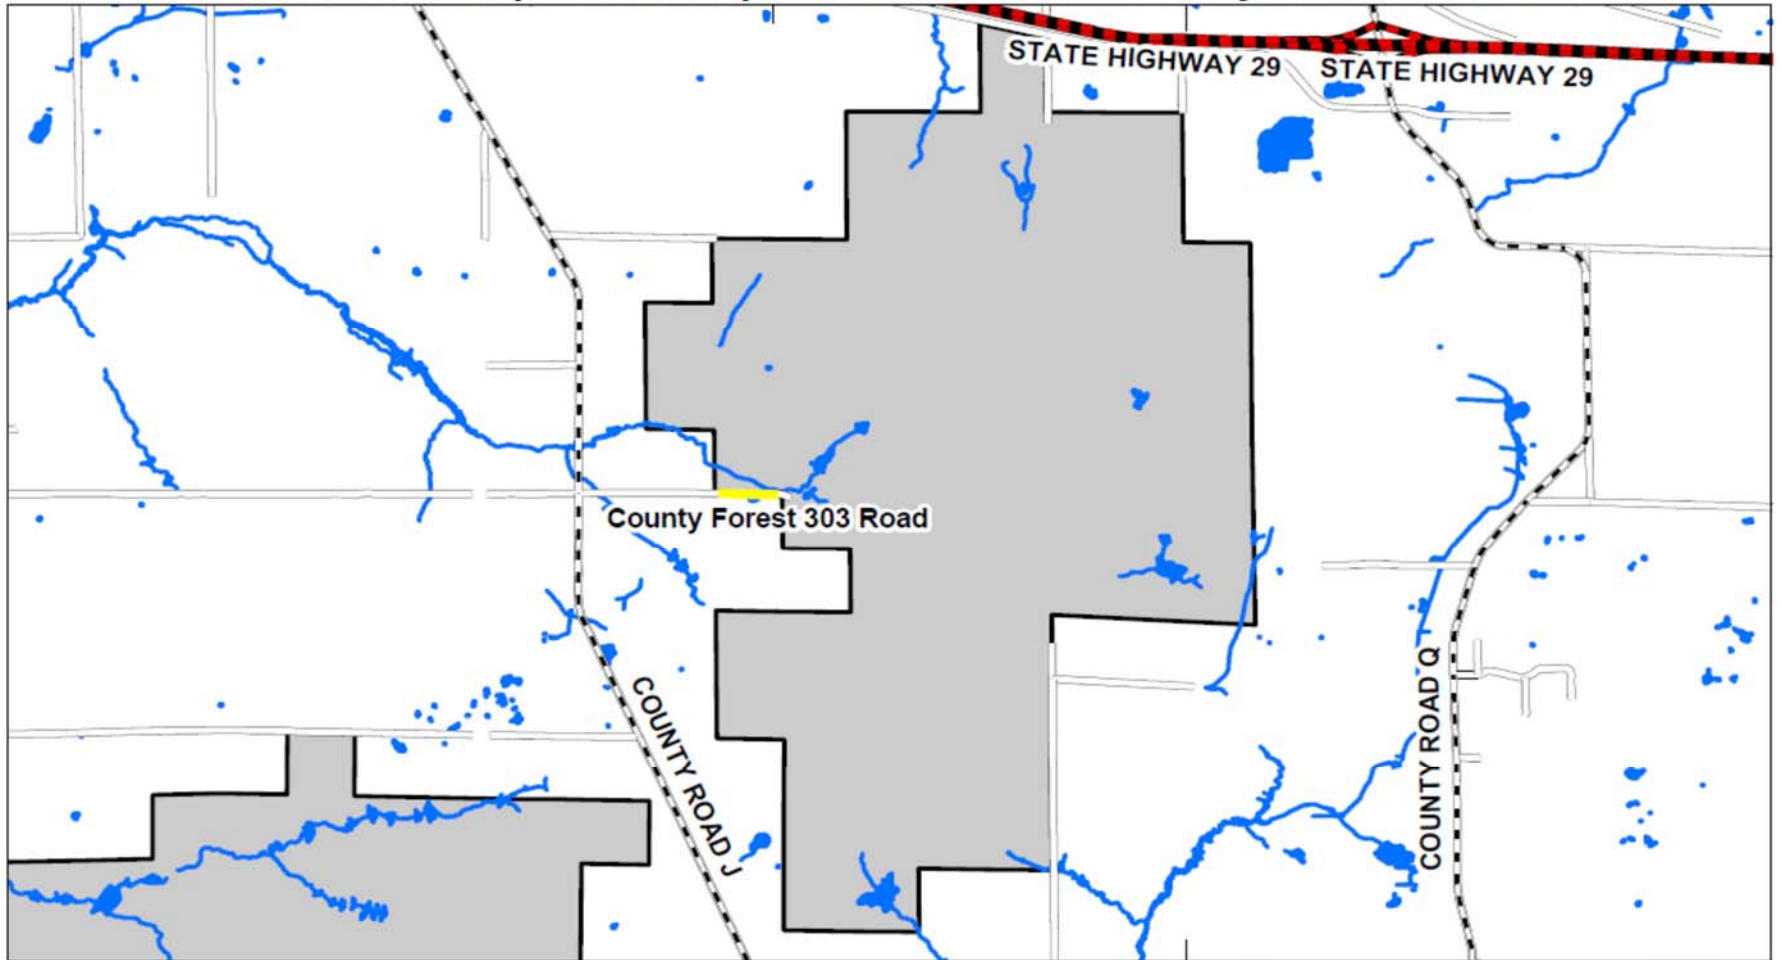 STATE HIGHWAY 29
STATE HIGHWAY 29
County Forest 303 Road
COUNTY ROAD J
COUNTY ROAD Q